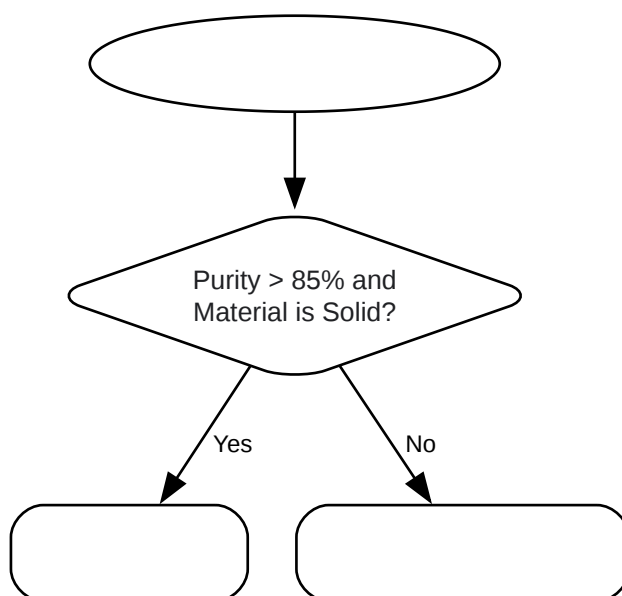 Purity > 85% and
Material is Solid?
Yes
No